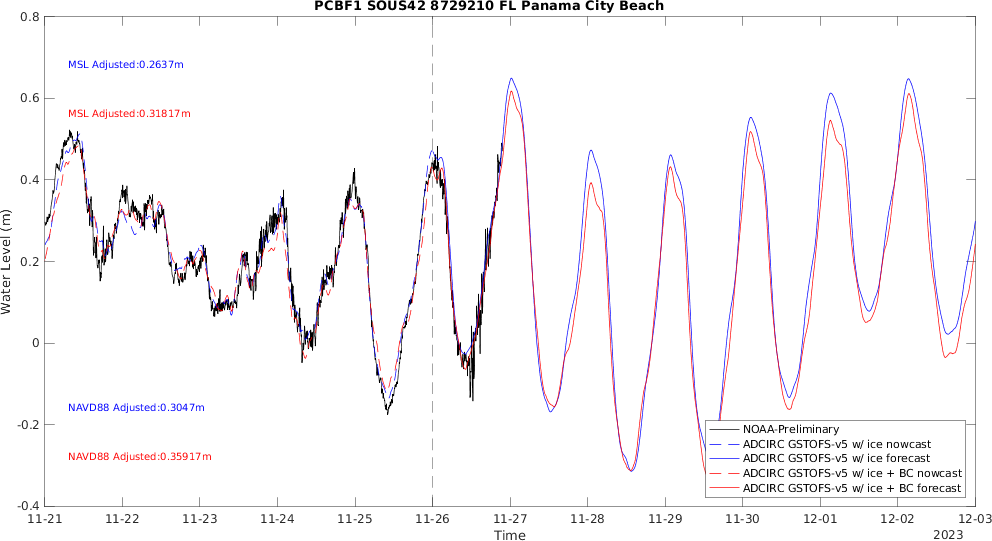 PCBF1 SOUS42 8729210 FL Panama City Beach
0.8
0.6
0.4
0.2
0
-0.2
-0.4
Water Level (m)
MSL Adjusted:0.2637m
MSL Adjusted:0.31817m
NAVD88 Adjusted:0.3047m
NAVD88 Adjusted:0.35917m
NOAA-Preliminary
ADCIRC GSTOFS-v5 w/ ice nowcast
ADCIRC GSTOFS-v5 w/ ice forecast
ADCIRC GSTOFS-v5 w/ ice + BC nowcast
ADCIRC GSTOFS-v5 w/ ice + BC forecast
11-21 11-22 11-23 11-24 11-25 11-26 11-27 11-28 11-29 11-30 12-01 12-02 12-03
Time
2023